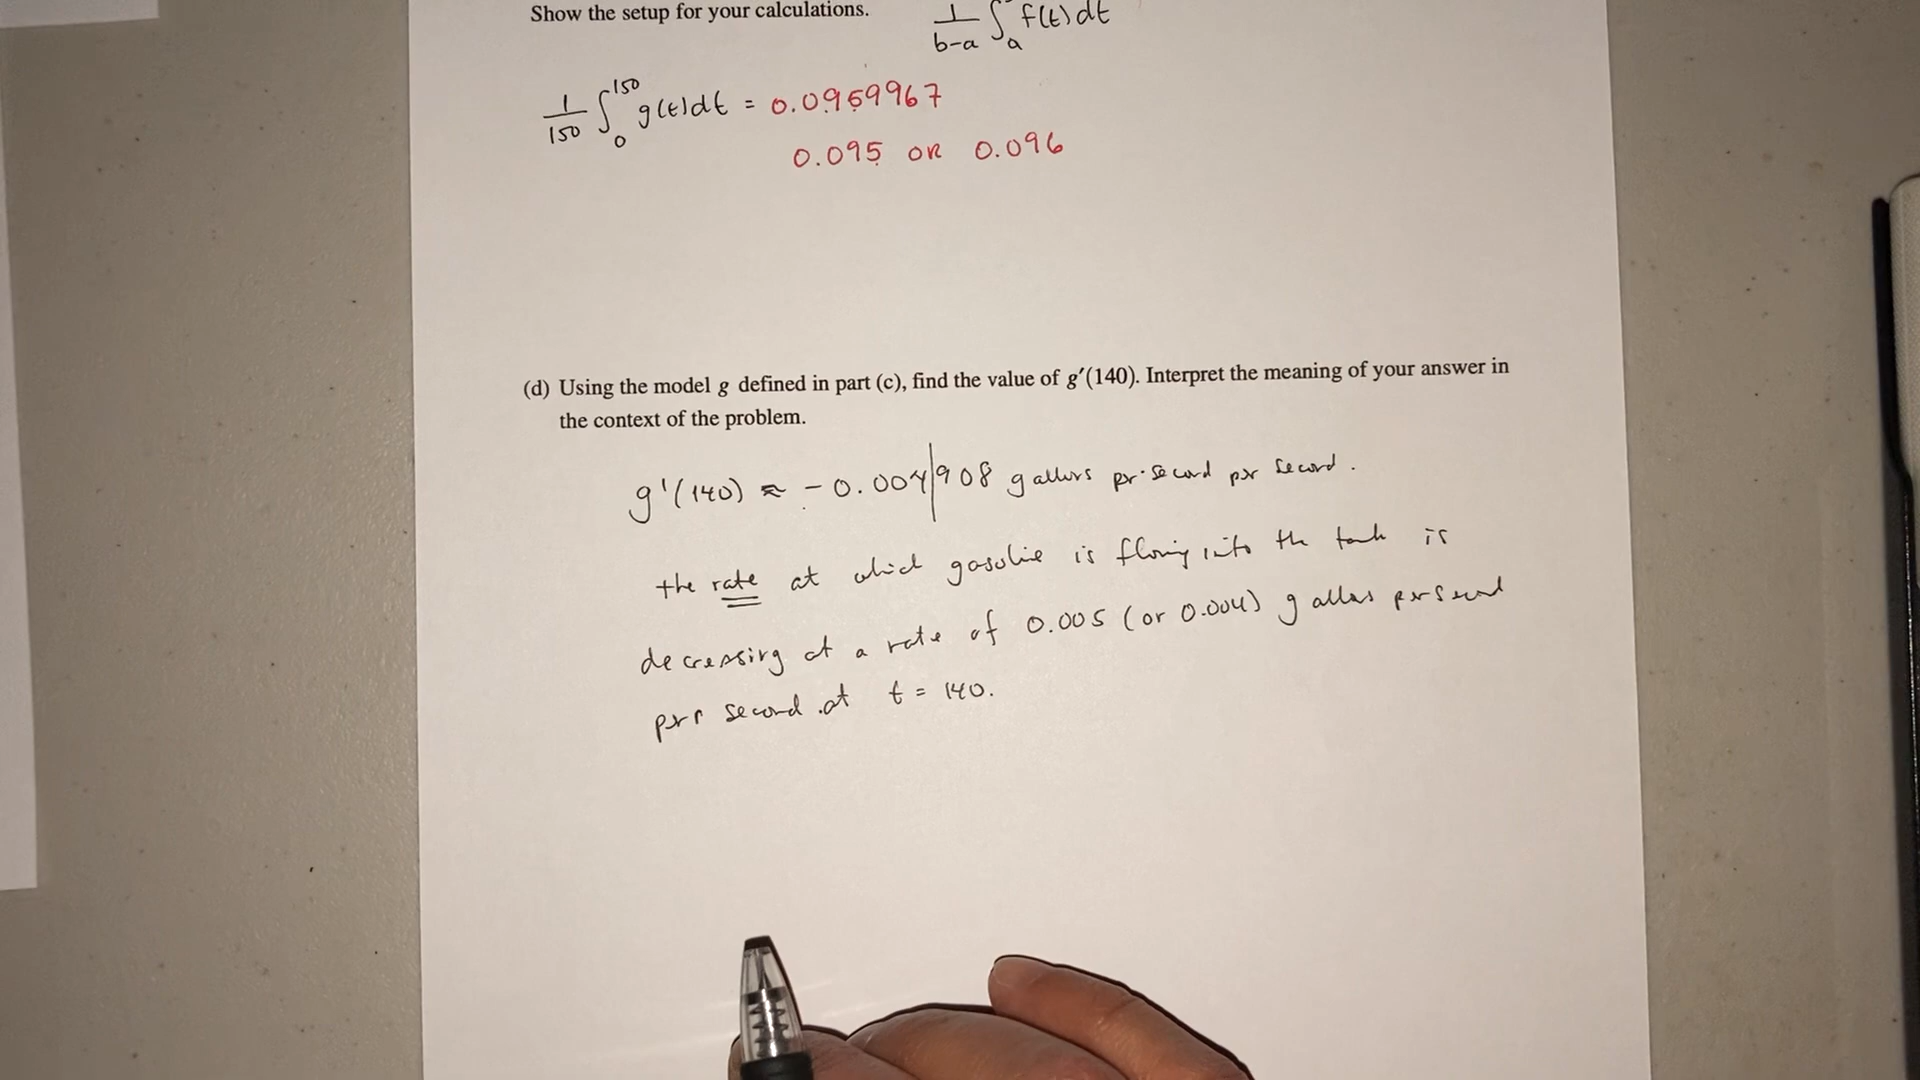 Show the setup for your calculations.
1/(b-a) ∫ₐ f(t)dt
1/150 ∫₀¹⁵⁰ g(t)dt = 0.0959967
0.095 OR 0.096
(d) Using the model g defined in part (c), find the value of g′(140). Interpret the meaning of your answer in
the context of the problem.
g'(140) ≈ -0.004|908 gallons per second per second.
the rate at which gasoline is flowing into the tank is
decreasing at a rate of 0.005 (or 0.004) gallons per second
per second at t = 140.